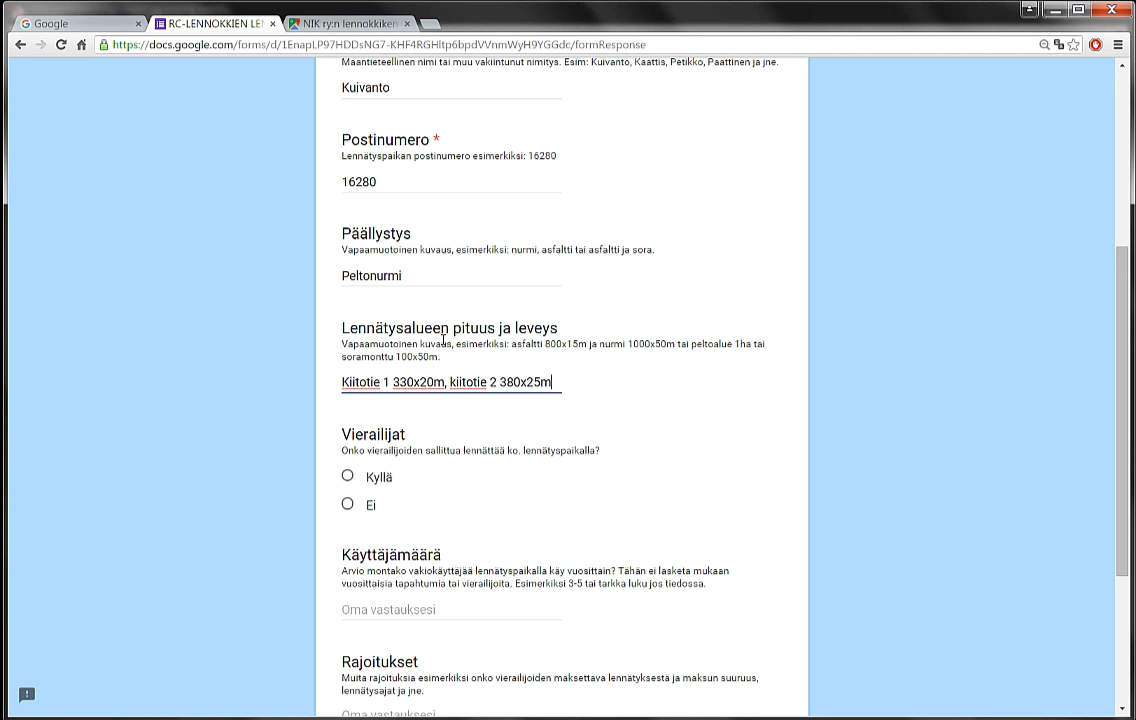 Google
RC-LENNOKKIEN LEN
NIK ry:n lennokkiker
https://docs.google.com/forms/d/1EnapLP97HDDsNG7-KHF4RGHltp6bpdVVnmWyH9YGGdc/formResponse
Maantieteellinen nimi tai muu vakiintunut nimitys. Esim: Kuivanto, Kaattis, Petikko, Paattinen ja jne.
Kuivanto
Postinumero *
Lennätyspaikan postinumero esimerkiksi: 16280
16280
Päällystys
Vapaamuotoinen kuvaus, esimerkiksi: nurmi, asfaltti tai asfaltti ja sora.
Peltonurmi
Lennätysalueen pituus ja leveys
Vapaamuotoinen kuvaus, esimerkiksi: asfaltti 800x15m ja nurmi 1000x50m tai peltoalue 1ha tai
soramonttu 100x50m.
Kiitotie 1 330x20m, kiitotie 2 380x25m
Vierailijat
Onko vierailijoiden sallittua lennättää ko. lennätyspaikalla?
Kyllä
Ei
Käyttäjämäärä
Arvio montako vakiokäyttäjää lennätyspaikalla käy vuosittain? Tähän ei lasketa mukaan
vuosittaisia tapahtumia tai vierailijoita. Esimerkiksi 3-5 tai tarkka luku jos tiedossa.
Oma vastauksesi
Rajoitukset
Muita rajoituksia esimerkiksi onko vierailijoiden maksettava lennätyksestä ja maksun suuruus,
lennätysajat ja jne.
Oma vastauksesi